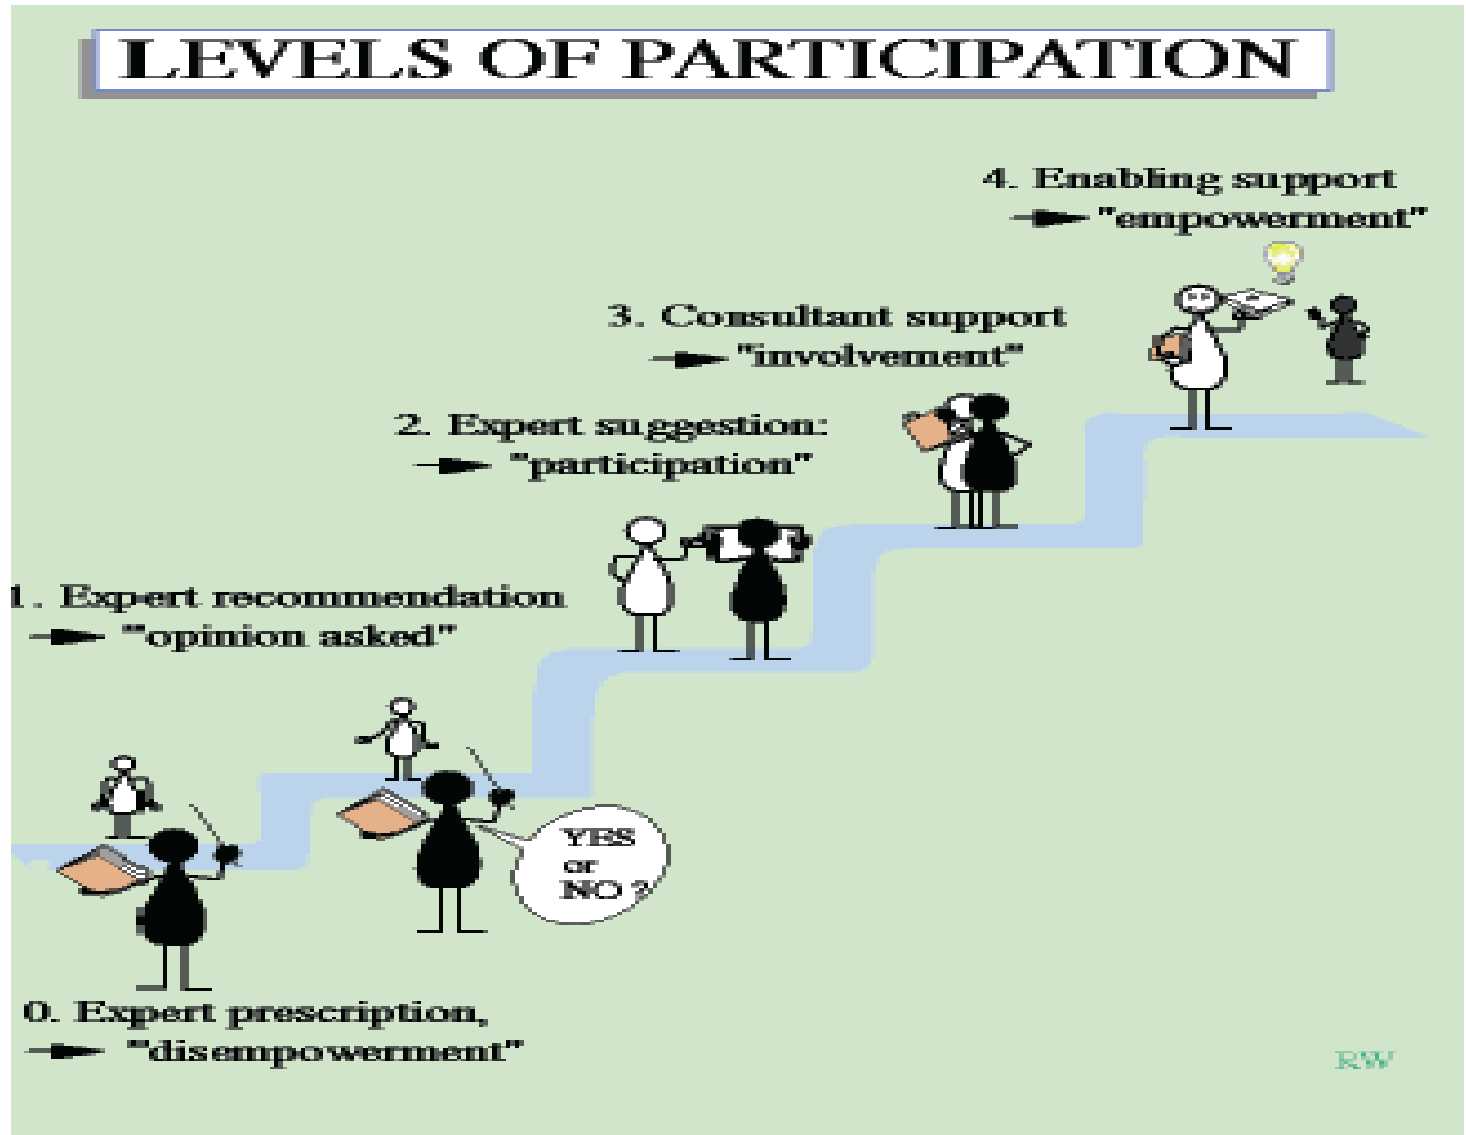 LEVELS OF PARTICIPATION
4. Enabling support
"empowerment"
3. Consultant support
"involvement"
2. Expert suggestion:
"participation"
1. Expert recommendation
'"opinion asked"
YES
or
NO ?
0. Expert prescription,
'"disempowerment"
RW